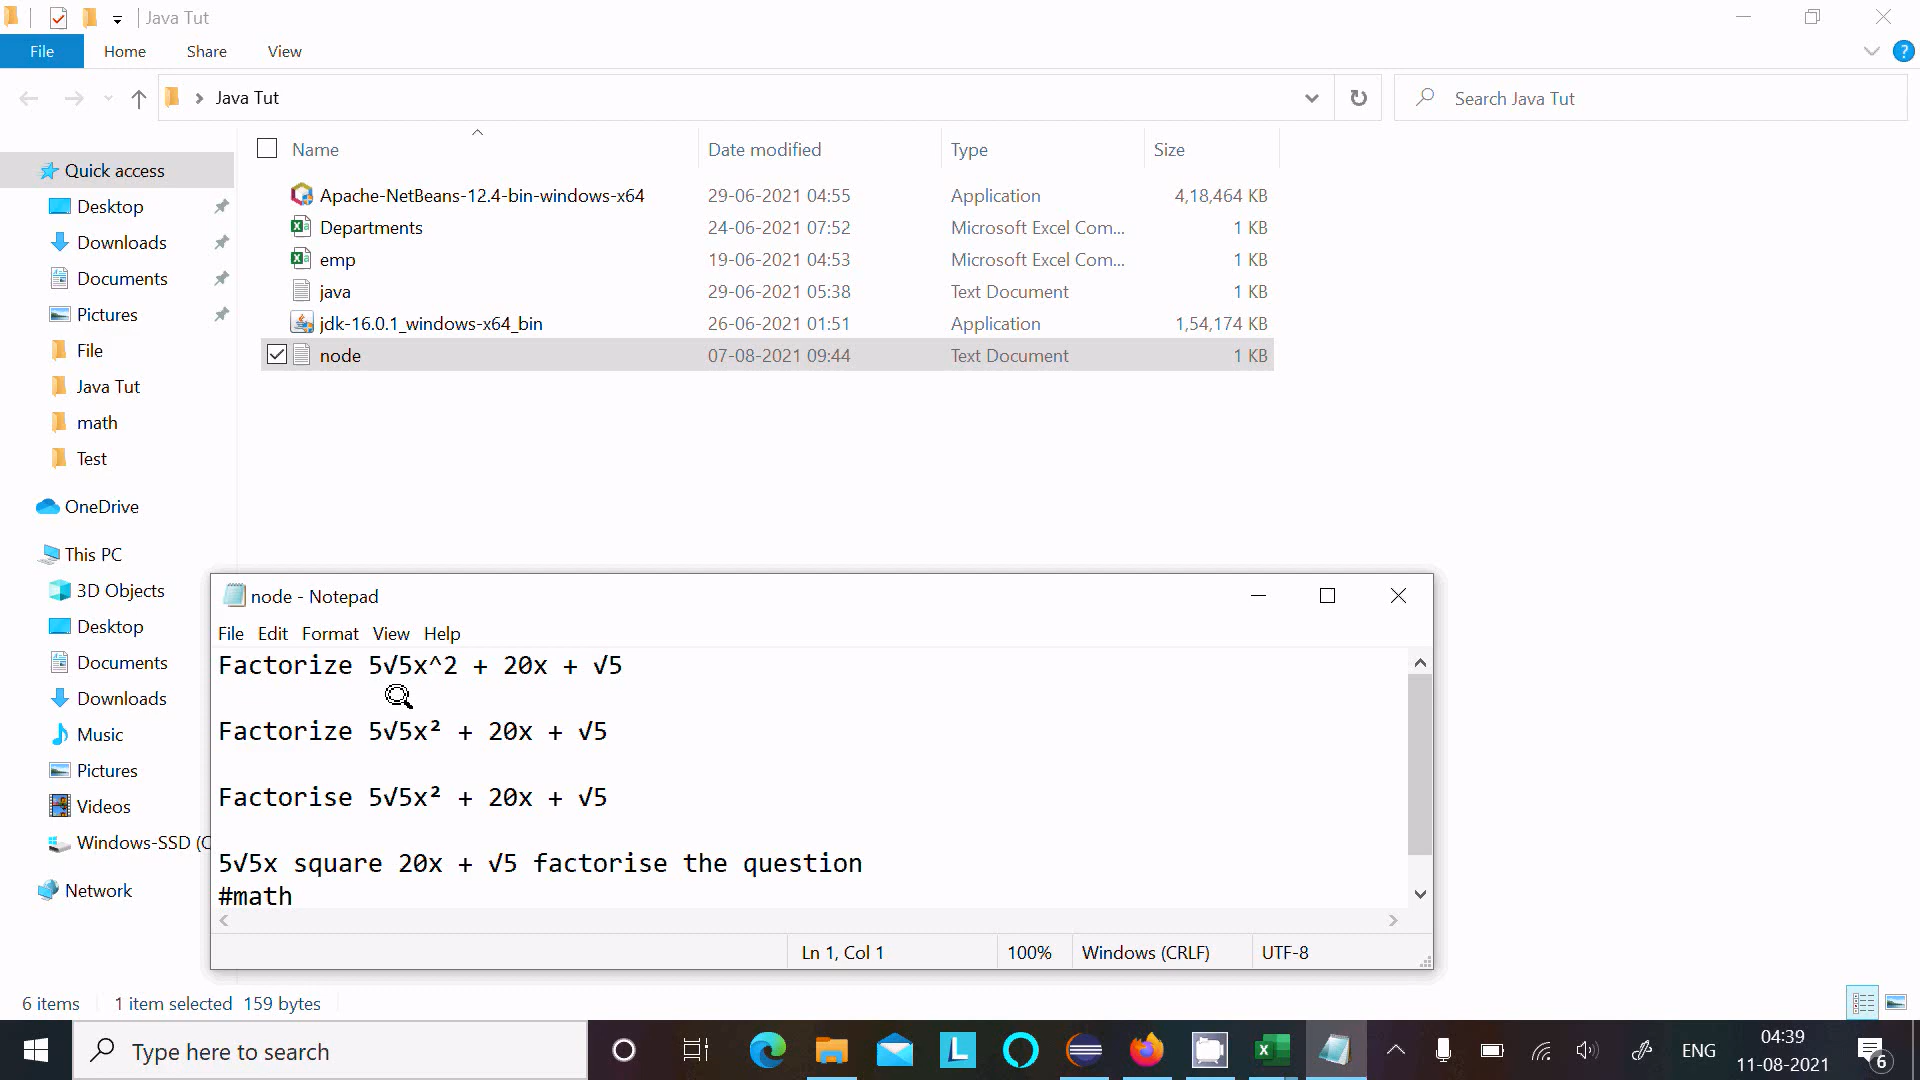 Java Tut
File Home Share View
Java Tut
Search Java Tut
Name Date modified Type Size
Apache-NetBeans-12.4-bin-windows-x64 29-06-2021 04:55 Application 4,18,464 KB
Departments 24-06-2021 07:52 Microsoft Excel Com... 1 KB
emp 19-06-2021 04:53 Microsoft Excel Com... 1 KB
java 29-06-2021 05:38 Text Document 1 KB
jdk-16.0.1_windows-x64_bin 26-06-2021 01:51 Application 1,54,174 KB
node 07-08-2021 09:44 Text Document 1 KB
Quick access
Desktop
Downloads
Documents
Pictures
File
Java Tut
math
Test
OneDrive
This PC
3D Objects
Desktop
Documents
Downloads
Music
Pictures
Videos
Windows-SSD (C
Network
node - Notepad
File Edit Format View Help
Factorize 5√5x^2 + 20x + √5
Factorize 5√5x² + 20x + √5
Factorise 5√5x² + 20x + √5
5√5x square 20x + √5 factorise the question
#math
Ln 1, Col 1 100% Windows (CRLF) UTF-8
6 items 1 item selected 159 bytes
Type here to search
ENG
04:39
11-08-2021
6